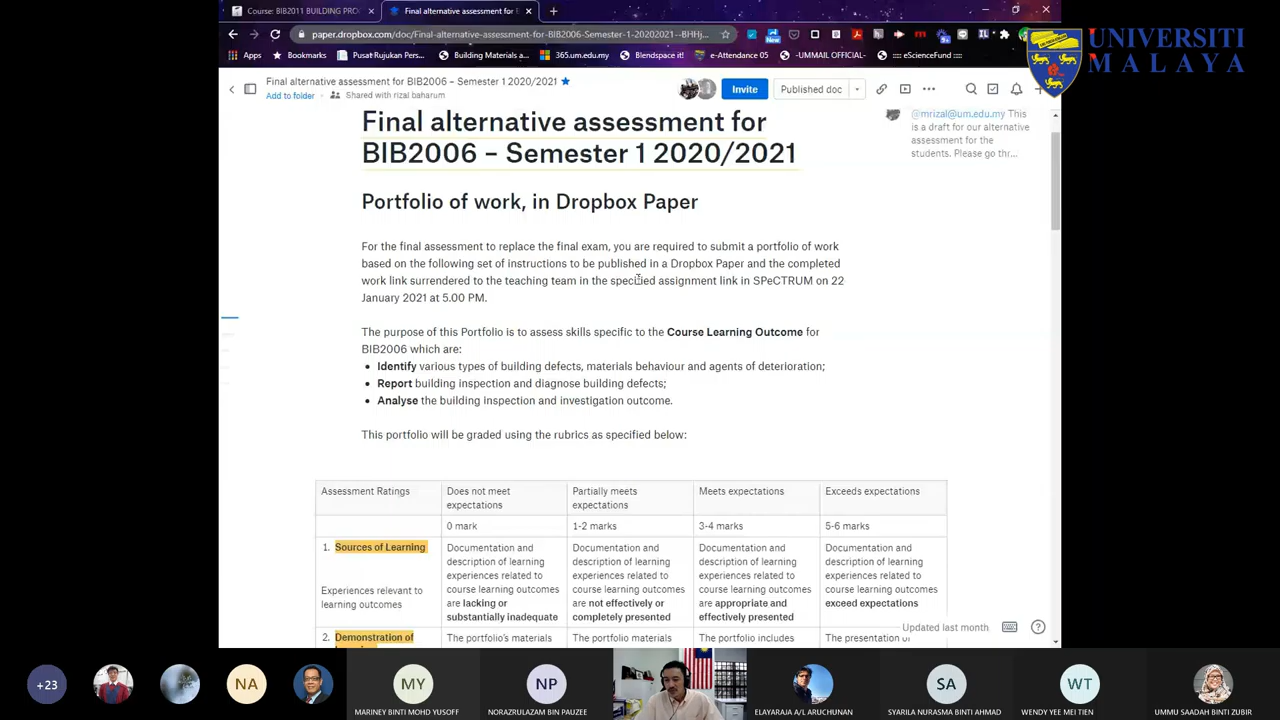 Course: BIB2011 BUILDING PRO
Final alternative assessment for B
UNIVERSITI
MALAYA
paper.dropbox.com/doc/Final-alternative-assessment-for-BIB2006-Semester-1-20202021--BHHj...
New
Apps
Bookmarks
Pusat Rujukan Persu...
Building Materials a...
365.um.edu.my
Blendspace it!
e-Attendance 05
-UMMAIL OFFICIAL-
::: eScienceFund :::
Final alternative assessment for BIB2006 – Semester 1 2020/2021
Add to folder
Shared with rizal baharum
Invite
Published doc
Final alternative assessment for
BIB2006 – Semester 1 2020/2021
@mrizal@um.edu.my This
is a draft for our alternative
assessment for the
students. Please go thr...
Portfolio of work, in Dropbox Paper
For the final assessment to replace the final exam, you are required to submit a portfolio of work
based on the following set of instructions to be published in a Dropbox Paper and the completed
work link surrendered to the teaching team in the specified assignment link in SPeCTRUM on 22
January 2021 at 5.00 PM.
The purpose of this Portfolio is to assess skills specific to the Course Learning Outcome for
BIB2006 which are:
• Identify various types of building defects, materials behaviour and agents of deterioration;
• Report building inspection and diagnose building defects;
• Analyse the building inspection and investigation outcome.
This portfolio will be graded using the rubrics as specified below:
Assessment Ratings
Does not meet
expectations
Partially meets
expectations
Meets expectations
Exceeds expectations
0 mark
1-2 marks
3-4 marks
5-6 marks
1. Sources of Learning
Experiences relevant to
learning outcomes
Documentation and
description of learning
experiences related to
course learning outcomes
are lacking or
substantially inadequate
Documentation and
description of learning
experiences related to
course learning outcomes
are not effectively or
completely presented
Documentation and
description of learning
experiences related to
course learning outcomes
are appropriate and
effectively presented
Documentation and
description of learning
experiences related to
course learning outcomes
exceed expectations
Updated last month
2. Demonstration of
The portfolio's materials
The portfolio materials
The portfolio includes
The presentation of
+23
NA
MY
MARINEY BINTI MOHD YUSOFF
NP
NORAZRULAZAM BIN PAUZEE
ELAYARAJA A/L ARUCHUNAN
SA
SYARILA NURASMA BINTI AHMAD
WT
WENDY YEE MEI TIEN
UMMU SAADAH BINTI ZUBIR